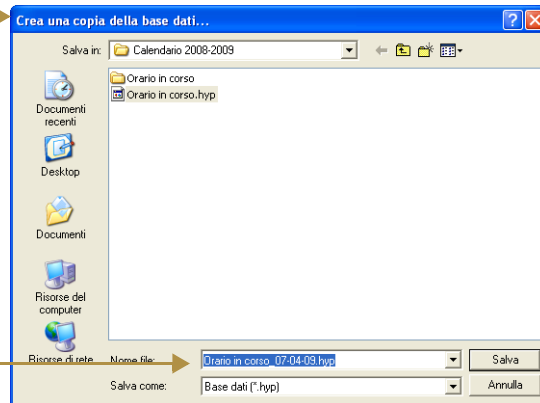 Crea una copia della base dati...
Salva in: Calendario 2008-2009
Orario in corso
Orario in corso.hyp
Documenti recenti
Desktop
Documenti
Risorse del computer
Risorse di rete
Nome file: Orario in corso_07-04-09.hyp Salva
Salva come: Base dati (*.hyp) Annulla